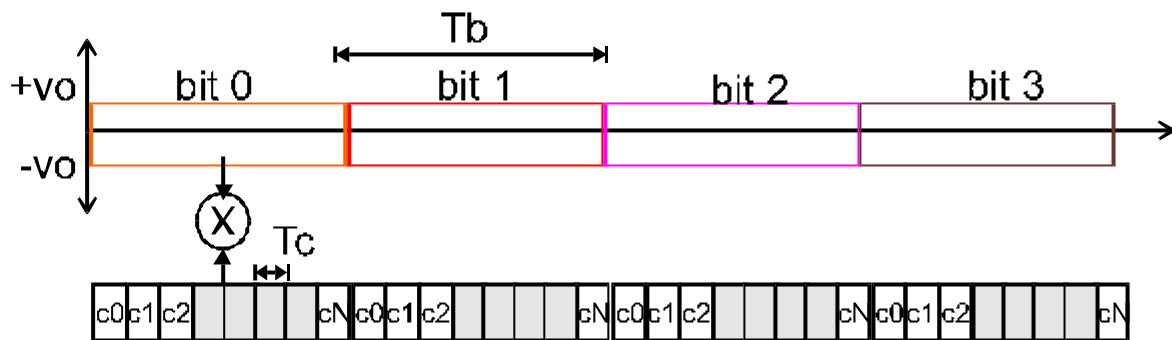 Tb
+vo
bit 0 bit 1 bit 2 bit 3
-vo
X
Tc
c0 c1 c2 cN c0 c1 c2 cN c0 c1 c2 cN c0 c1 c2 cN